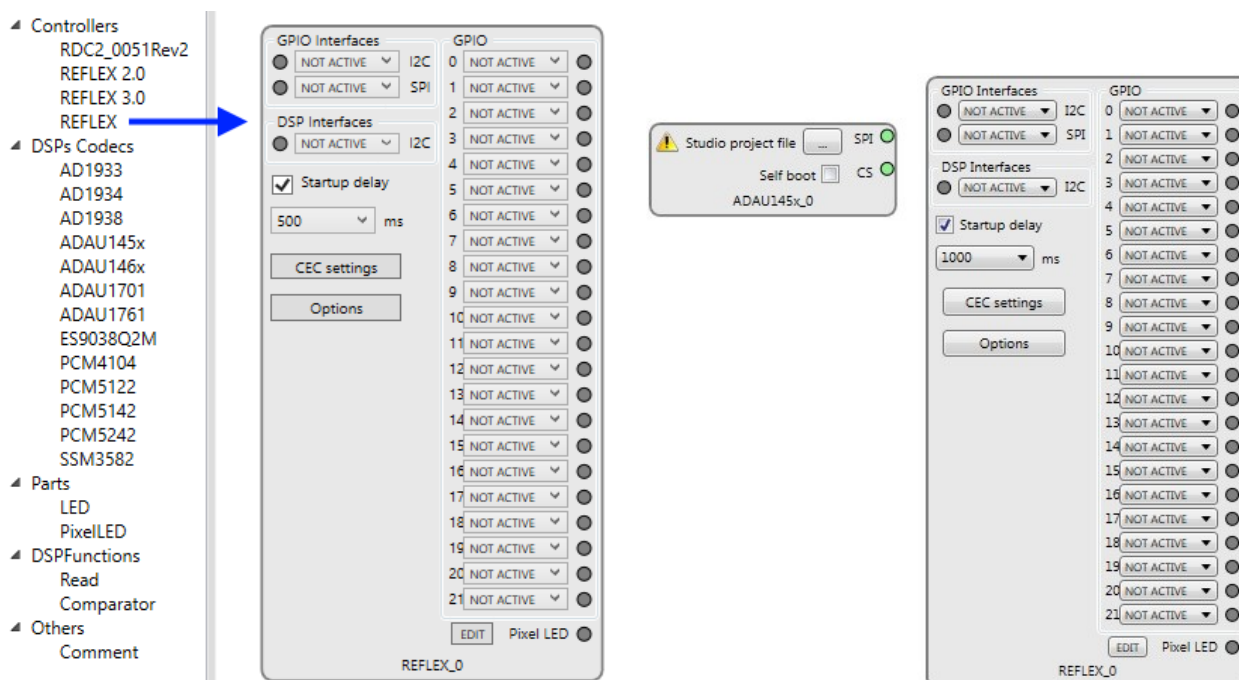 Controllers
RDC2_0051Rev2
REFLEX 2.0
REFLEX 3.0
REFLEX
DSPs Codecs
AD1933
AD1934
AD1938
ADAU145x
ADAU146x
ADAU1701
ADAU1761
ES9038Q2M
PCM4104
PCM5122
PCM5142
PCM5242
SSM3582
Parts
LED
PixelLED
DSPFunctions
Read
Comparator
Others
Comment
GPIO Interfaces
NOT ACTIVE I2C
NOT ACTIVE SPI
DSP Interfaces
NOT ACTIVE I2C
Startup delay
500 ms
CEC settings
Options
GPIO
0 NOT ACTIVE
1 NOT ACTIVE
2 NOT ACTIVE
3 NOT ACTIVE
4 NOT ACTIVE
5 NOT ACTIVE
6 NOT ACTIVE
7 NOT ACTIVE
8 NOT ACTIVE
9 NOT ACTIVE
10 NOT ACTIVE
11 NOT ACTIVE
12 NOT ACTIVE
13 NOT ACTIVE
14 NOT ACTIVE
15 NOT ACTIVE
16 NOT ACTIVE
17 NOT ACTIVE
18 NOT ACTIVE
19 NOT ACTIVE
20 NOT ACTIVE
21 NOT ACTIVE
EDIT Pixel LED
REFLEX_0
Studio project file ... SPI
Self boot CS
ADAU145x_0
GPIO Interfaces
NOT ACTIVE I2C
NOT ACTIVE SPI
DSP Interfaces
NOT ACTIVE I2C
Startup delay
1000 ms
CEC settings
Options
GPIO
0 NOT ACTIVE
1 NOT ACTIVE
2 NOT ACTIVE
3 NOT ACTIVE
4 NOT ACTIVE
5 NOT ACTIVE
6 NOT ACTIVE
7 NOT ACTIVE
8 NOT ACTIVE
9 NOT ACTIVE
10 NOT ACTIVE
11 NOT ACTIVE
12 NOT ACTIVE
13 NOT ACTIVE
14 NOT ACTIVE
15 NOT ACTIVE
16 NOT ACTIVE
17 NOT ACTIVE
18 NOT ACTIVE
19 NOT ACTIVE
20 NOT ACTIVE
21 NOT ACTIVE
EDIT Pixel LED
REFLEX_0